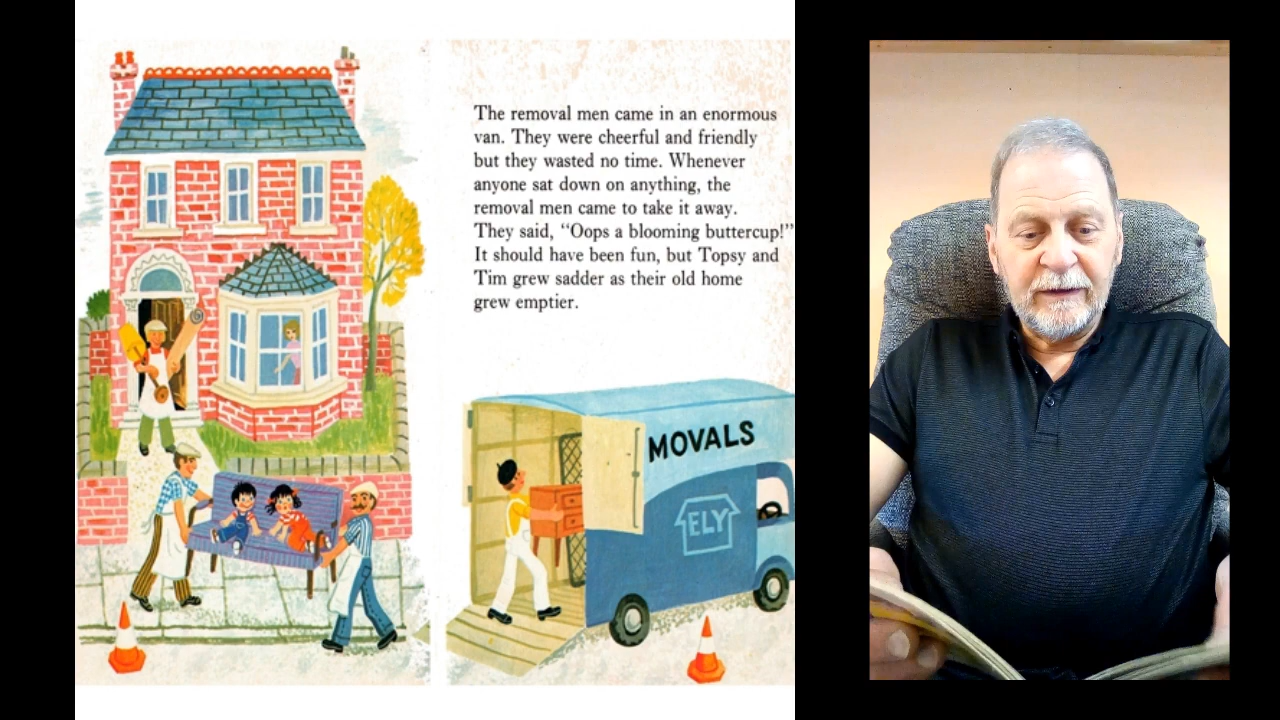 The removal men came in an enormous
van. They were cheerful and friendly
but they wasted no time. Whenever
anyone sat down on anything, the
removal men came to take it away.
They said, “Oops a blooming buttercup!”
It should have been fun, but Topsy and
Tim grew sadder as their old home
grew emptier.
MOVALS
ELY